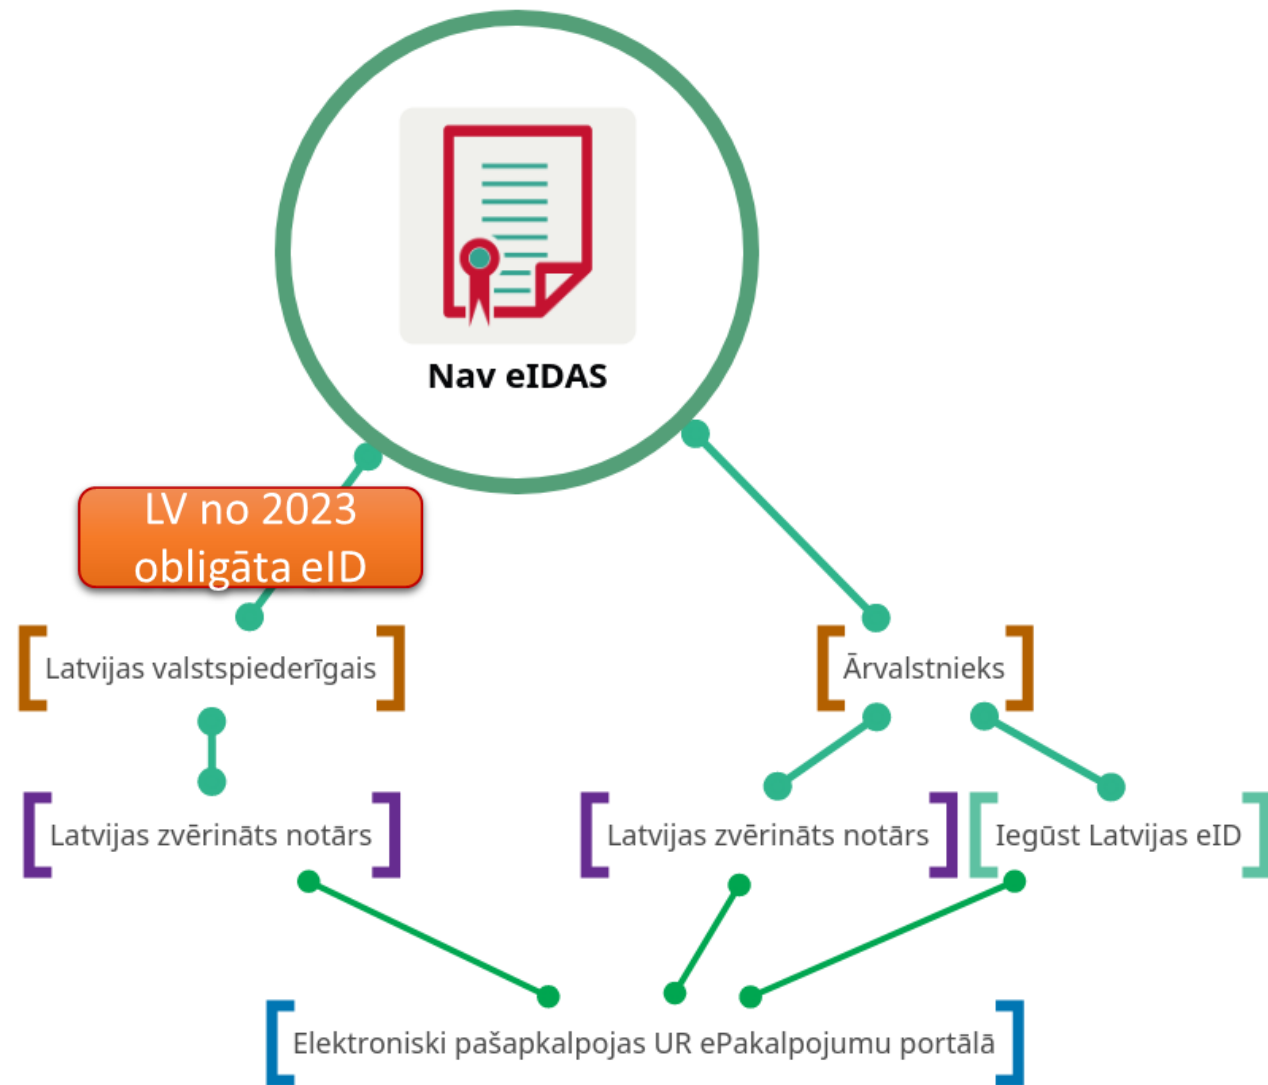 Nav eIDAS
LV no 2023
obligāta eID
Latvijas valstspiederīgais
Ārvalstnieks
Latvijas zvērināts notārs
Latvijas zvērināts notārs
Iegūst Latvijas eID
Elektroniski pašapkalpojas UR ePakalpojumu portālā